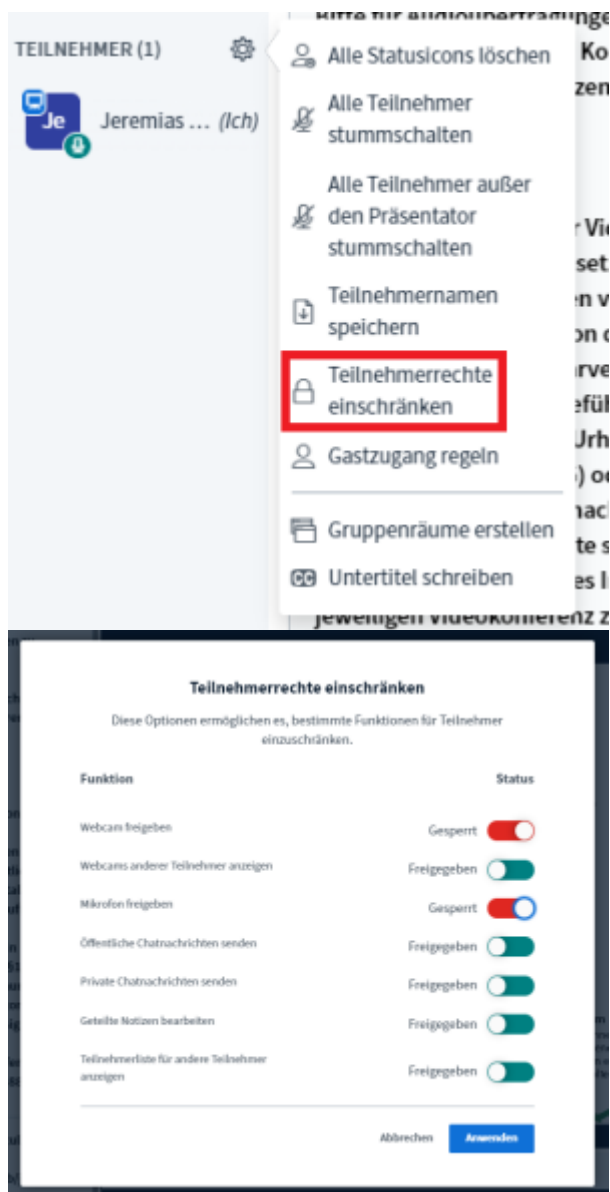 Bitte für Audioübertragunge
TEILNEHMER (1)
Alle Statusicons löschen
Ko
Je
Jeremias ... (Ich)
Alle Teilnehmer
stummschalten
zen
Alle Teilnehmer außer
den Präsentator
stummschalten
r Vi
set
Teilnehmernamen
speichern
en v
on
Teilnehmerrechte
einschränken
rve
efü
Gastzugang regeln
Urh
) o
Gruppenräume erstellen
nac
te s
CC Untertitel schreiben
es I
jeweiligen Videokonferenz z
Teilnehmerrechte einschränken
Diese Optionen ermöglichen es, bestimmte Funktionen für Teilnehmer
einzuschränken.
Funktion Status
Webcam freigeben Gesperrt
Webcams anderer Teilnehmer anzeigen Freigegeben
Mikrofon freigeben Gesperrt
Öffentliche Chatnachrichten senden Freigegeben
Private Chatnachrichten senden Freigegeben
Geteilte Notizen bearbeiten Freigegeben
Teilnehmerliste für andere Teilnehmer
anzeigen Freigegeben
Abbrechen Anwenden